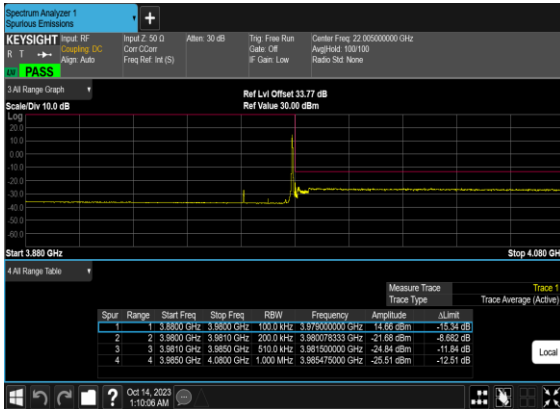 Spectrum Analyzer 1
Spurious Emissions
+
KEYSIGHT Input: RF Input Z: 50 Ω Atten: 30 dB Trig: Free Run Center Freq: 22.005000000 GHz
R T Coupling: DC Corr CCorr Gate: Off Avg|Hold: 100/100
Align: Auto Freq Ref: Int (S) IF Gain: Low Radio Std: None
LXI PASS
3 All Range Graph
Ref Lvl Offset 33.77 dB
Scale/Div 10.0 dB Ref Value 30.00 dBm
Log
20.0
10.0
0.00
-10.0
-20.0
-30.0
-40.0
-50.0
-60.0
Start 3.880 GHz Stop 4.080 GH
4 All Range Table
Measure Trace Trace 1
Trace Type Trace Average (Active)
Spur Range Start Freq Stop Freq RBW Frequency Amplitude ΔLimit
1 1 3.8800 GHz 3.9800 GHz 100.0 kHz 3.979000000 GHz 14.66 dBm -15.34 dB
2 2 3.9800 GHz 3.9810 GHz 200.0 kHz 3.980078333 GHz -21.68 dBm -8.682 dB
3 3 3.9810 GHz 3.9850 GHz 510.0 kHz 3.981500000 GHz -24.84 dBm -11.84 dB
4 4 3.9850 GHz 4.0800 GHz 1.000 MHz 3.985475000 GHz -25.51 dBm -12.51 dB
Local
? Oct 14, 2023
1:10:06 AM